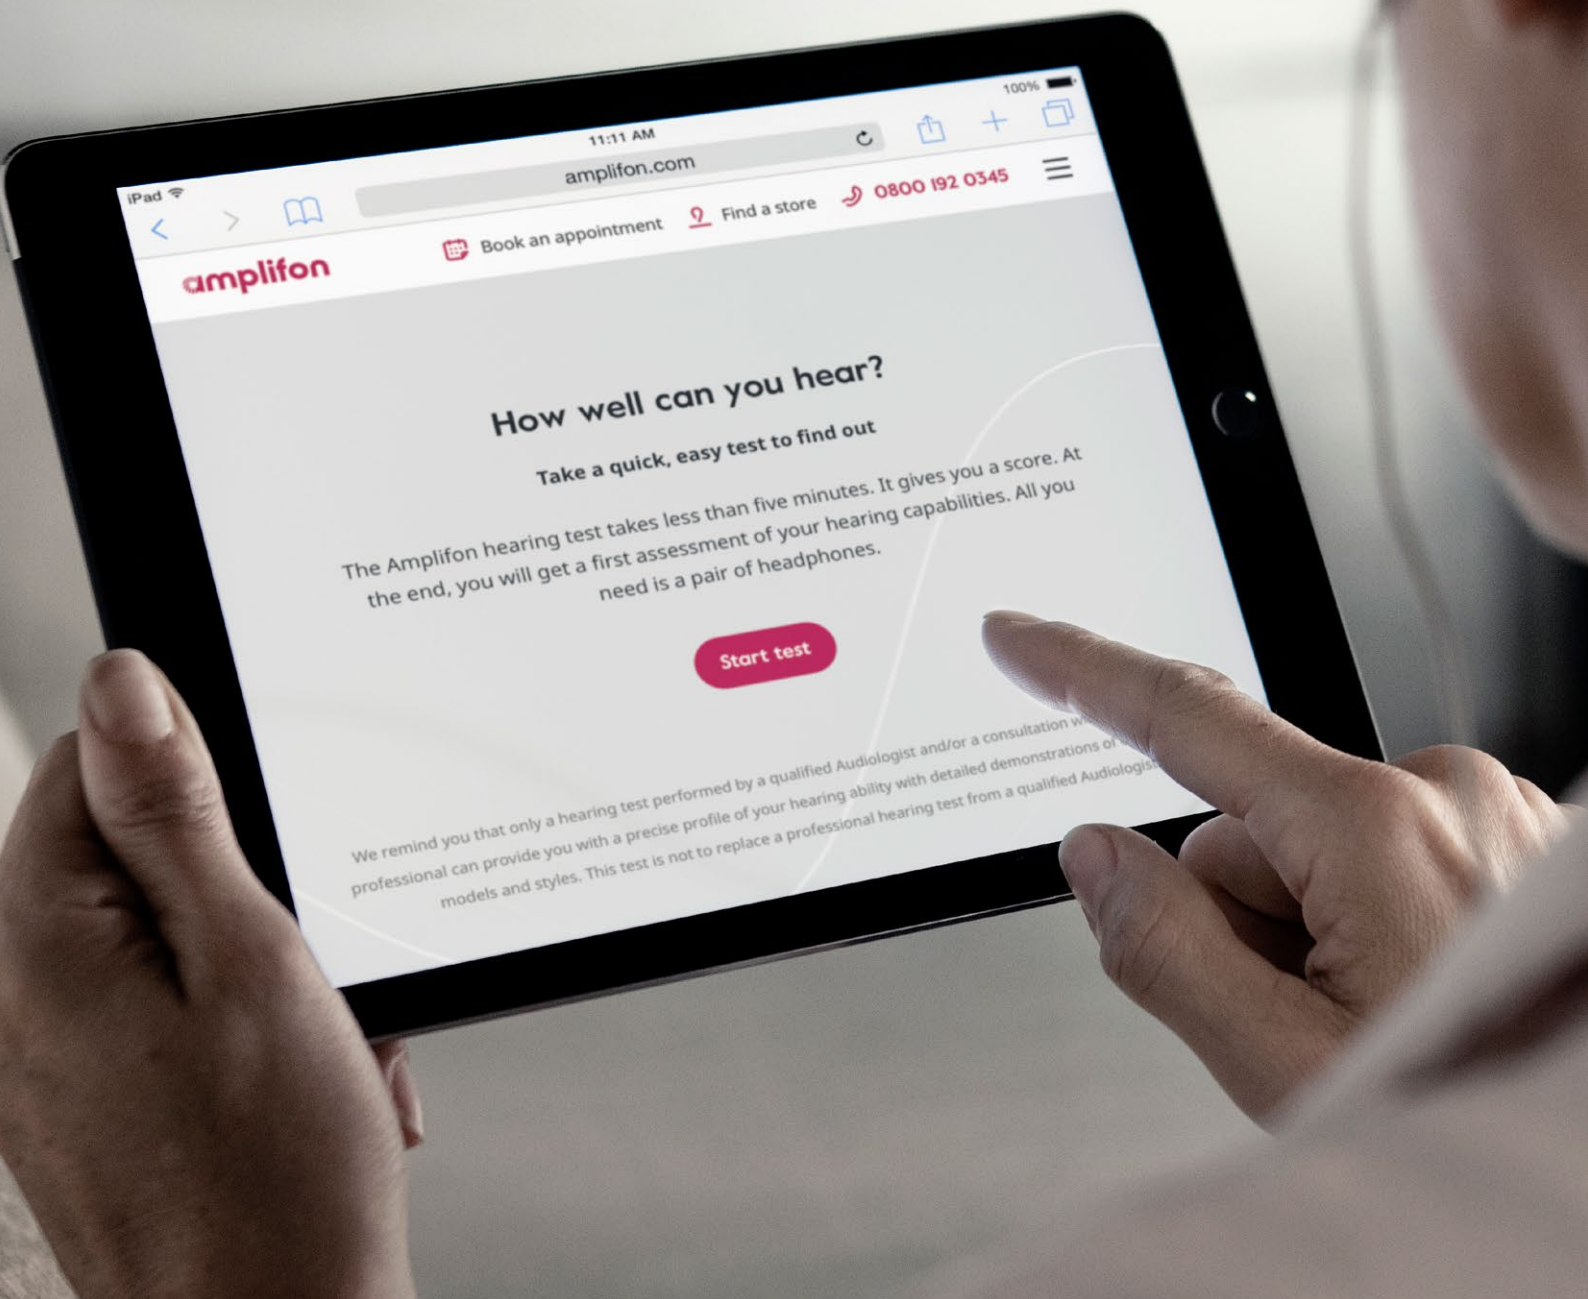 iPad
11:11 AM
100%
amplifon.com
amplifon
Book an appointment
Find a store
0800 192 0345
How well can you hear?
Take a quick, easy test to find out
The Amplifon hearing test takes less than five minutes. It gives you a score. At
the end, you will get a first assessment of your hearing capabilities. All you
need is a pair of headphones.
Start test
We remind you that only a hearing test performed by a qualified Audiologist and/or a consultation
professional can provide you with a precise profile of your hearing ability with detailed demonstrations of
models and styles. This test is not to replace a professional hearing test from a qualified Audiologist